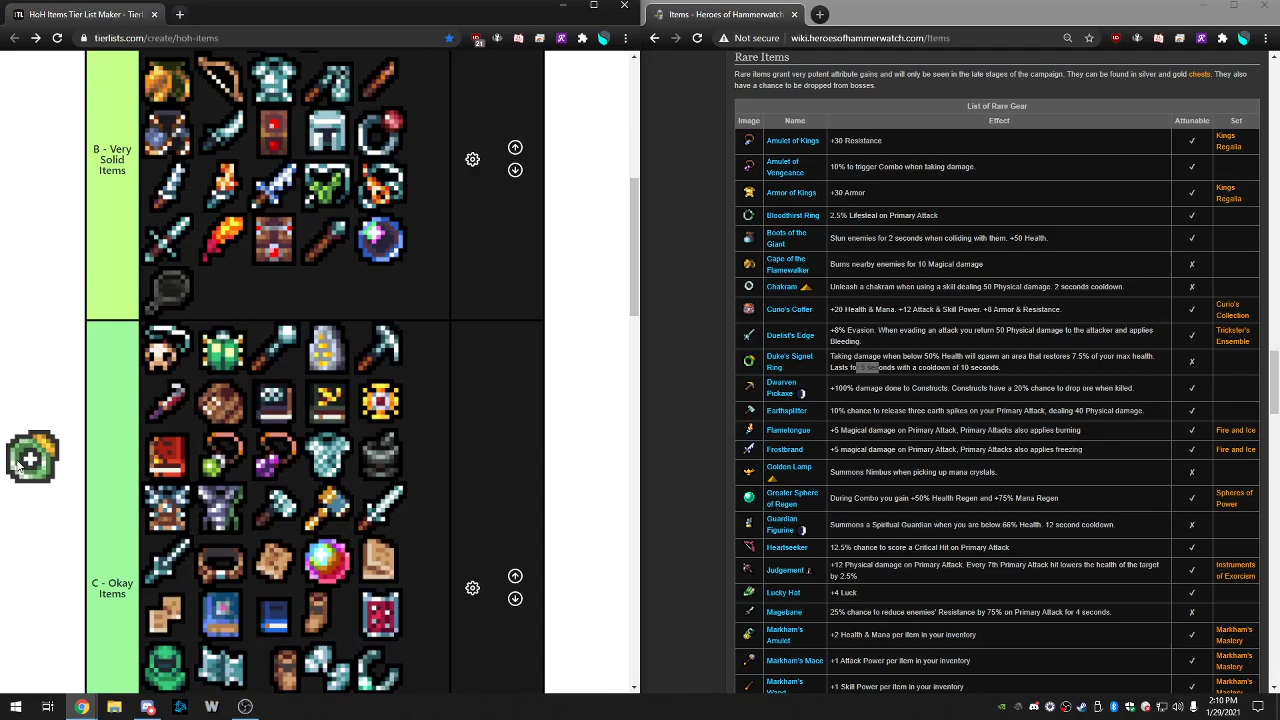 HoH Items Tier List Maker - TierL
Items - Heroes of Hammerwatch
tierlists.com/create/hoh-items
21
Not secure
wiki.heroesofhammerwatch.com/Items
B - Very
Solid
Items
C - Okay
Items
Rare Items
Rare items grant very potent attribute gains and will only be seen in the late stages of the campaign. They can be found in silver and gold chests. They also
have a chance to be dropped from bosses.
List of Rare Gear
Image Name Effect Attunable Set
Amulet of Kings +30 Resistance ✓ Kings
Regalia
Amulet of
Vengeance 10% to trigger Combo when taking damage. ✓
Armor of Kings +30 Armor ✓ Kings
Regalia
Bloodthirst Ring 2.5% Lifesteal on Primary Attack ✓
Boots of the
Giant Stun enemies for 2 seconds when colliding with them. +50 Health. ✓
Cape of the
Flamewalker Burns nearby enemies for 10 Magical damage ✗
Chakram Unleash a chakram when using a skill dealing 50 Physical damage. 2 seconds cooldown. ✗
Curio's Coffer +20 Health & Mana. +12 Attack & Skill Power. +8 Armor & Resistance. ✓ Curio's
Collection
Duelist's Edge +8% Evasion. When evading an attack you return 50 Physical damage to the attacker and applies
Bleeding. ✓ Trickster's
Ensemble
Duke's Signet
Ring Taking damage when below 50% Health will spawn an area that restores 7.5% of your max health.
Lasts fo onds with a cooldown of 10 seconds. ✗
Dwarven
Pickaxe +100% damage done to Constructs. Constructs have a 20% chance to drop ore when killed. ✓
Earthsplitter 10% chance to release three earth spikes on your Primary Attack, dealing 40 Physical damage. ✓
Flametongue +5 Magical damage on Primary Attack, Primary Attacks also applies burning ✓ Fire and Ice
Frostbrand +5 magical damage on Primary Attack, Primary Attacks also applies freezing ✓ Fire and Ice
Golden Lamp Summons Nimbus when picking up mana crystals. ✗
Greater Sphere
of Regen During Combo you gain +50% Health Regen and +75% Mana Regen ✓ Spheres of
Power
Guardian
Figurine Summons a Spiritual Guardian when you are below 66% Health. 12 second cooldown. ✗
Heartseeker 12.5% chance to score a Critical Hit on Primary Attack ✓
Judgement +12 Physical damage on Primary Attack. Every 7th Primary Attack hit lowers the health of the target
by 2.5% ✓ Instruments
of Exorcism
Lucky Hat +4 Luck ✓
Magebane 25% chance to reduce enemies' Resistance by 75% on Primary Attack for 4 seconds. ✗
Markham's
Amulet +2 Health & Mana per item in your inventory ✓ Markham's
Mastery
Markham's Mace +1 Attack Power per item in your inventory ✓ Markham's
Mastery
Markham's
Wand +1 Skill Power per item in your inventory ✓ Markham's
Mastery
2:10 PM
1/29/2021